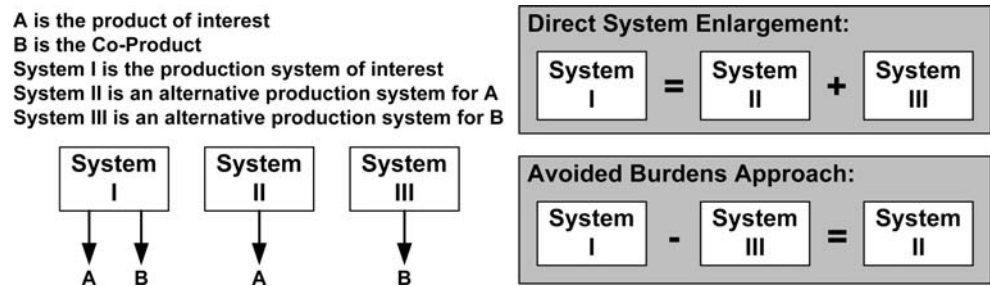 A is the product of interest
B is the Co-Product
System I is the production system of interest
System II is an alternative production system for A
System III is an alternative production system for B
System
I
System
II
System
III
A
B
A
B
Direct System Enlargement:
System
I
=
System
II
+
System
III
Avoided Burdens Approach:
System
I
-
System
III
=
System
II